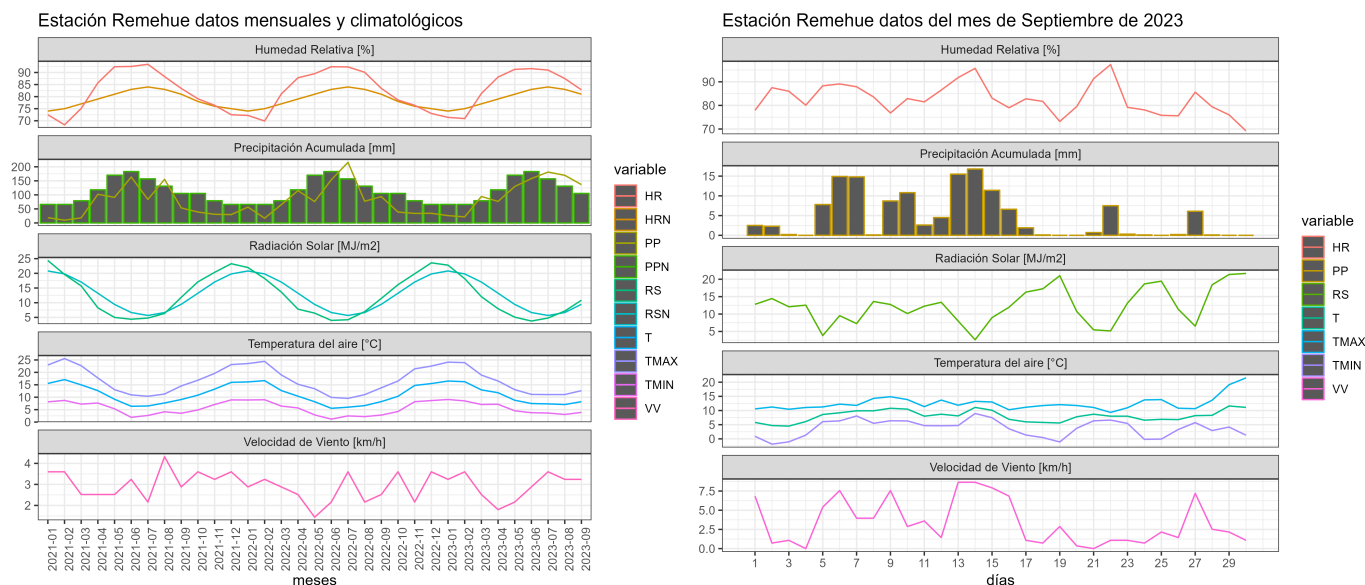 Estación Remehue datos mensuales y climatológicos
Humedad Relativa [%]
90
85
80
75
70
Precipitación Acumulada [mm]
200
150
100
50
0
Radiación Solar [MJ/m2]
25
20
15
10
5
Temperatura del aire [°C]
25
20
15
10
5
0
Velocidad de Viento [km/h]
4
3
2
2021-01
2021-02
2021-03
2021-04
2021-05
2021-06
2021-07
2021-08
2021-09
2021-10
2021-11
2021-12
2022-01
2022-02
2022-03
2022-04
2022-05
2022-06
2022-07
2022-08
2022-09
2022-10
2022-11
2022-12
2023-01
2023-02
2023-03
2023-04
2023-05
2023-06
2023-07
2023-08
2023-09
meses
variable
HR
HRN
PP
PPN
RS
RSN
T
TMAX
TMIN
VV
Estación Remehue datos del mes de Septiembre de 2023
Humedad Relativa [%]
90
80
70
Precipitación Acumulada [mm]
15
10
5
0
Radiación Solar [MJ/m2]
20
15
10
5
Temperatura del aire [°C]
20
15
10
5
0
Velocidad de Viento [km/h]
7.5
5.0
2.5
0.0
1 3 5 7 9 11 13 15 17 19 21 23 25 27 29
días
variable
HR
PP
RS
T
TMAX
TMIN
VV